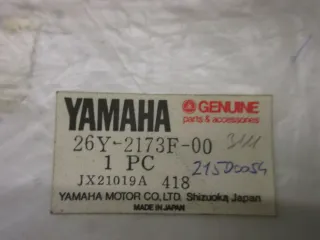 YAMAHA GENUINE
parts & accessories
26Y-2173F-00
1 PC 215D0054
JX21019A 418
YAMAHA MOTOR CO., LTD. Shizuoka, Japan
MADE IN JAPAN